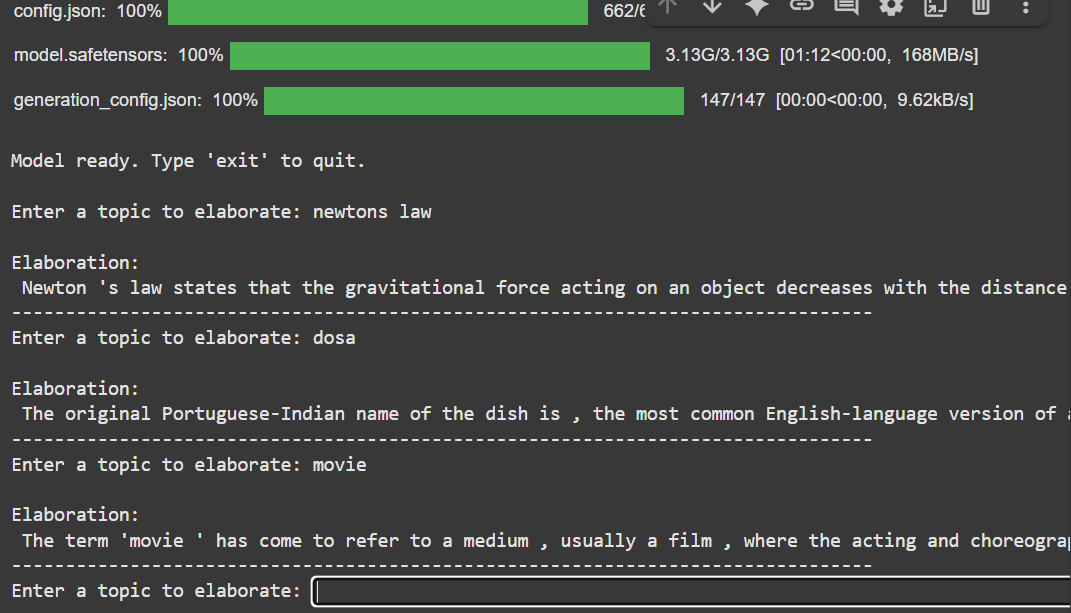 config.json: 100% 662/6
model.safetensors: 100% 3.13G/3.13G [01:12<00:00, 168MB/s]
generation_config.json: 100% 147/147 [00:00<00:00, 9.62kB/s]
Model ready. Type 'exit' to quit.
Enter a topic to elaborate: newtons law
Elaboration:
Newton 's law states that the gravitational force acting on an object decreases with the distance
--------------------------------------------------------------------------------
Enter a topic to elaborate: dosa
Elaboration:
The original Portuguese-Indian name of the dish is , the most common English-language version of
--------------------------------------------------------------------------------
Enter a topic to elaborate: movie
Elaboration:
The term 'movie ' has come to refer to a medium , usually a film , where the acting and choreogra
--------------------------------------------------------------------------------
Enter a topic to elaborate: